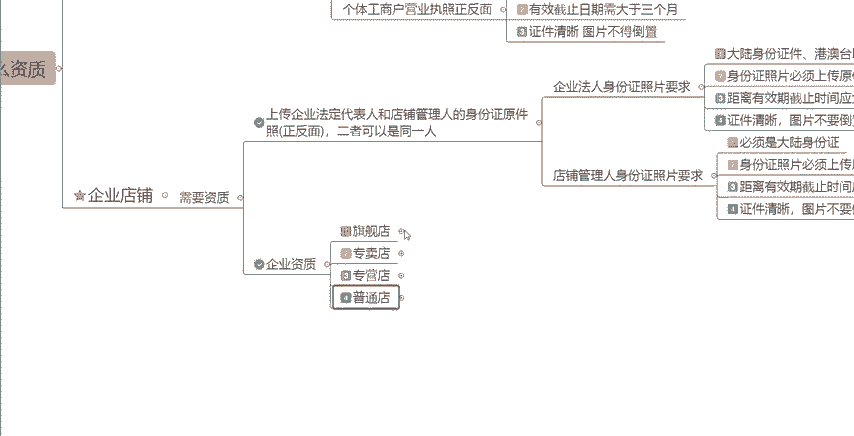 个体工商户营业执照正反面
2 有效截止日期需大于三个月
3 证件清晰 图片不得倒置
么资质
企业店铺
需要资质
上传企业法定代表人和店铺管理人的身份证原件
照(正反面)，二者可以是同一人
企业法人身份证照片要求
1 大陆身份证件、港澳台
2 身份证照片必须上传原
3 距离有效期截止时间应
4 证件清晰，图片不要倒
店铺管理人身份证照片要求
1 必须是大陆身份证
2 身份证照片必须上传
3 距离有效期截止时间应
4 证件清晰，图片不要
企业资质
1 旗舰店
2 专卖店
3 专营店
4 普通店